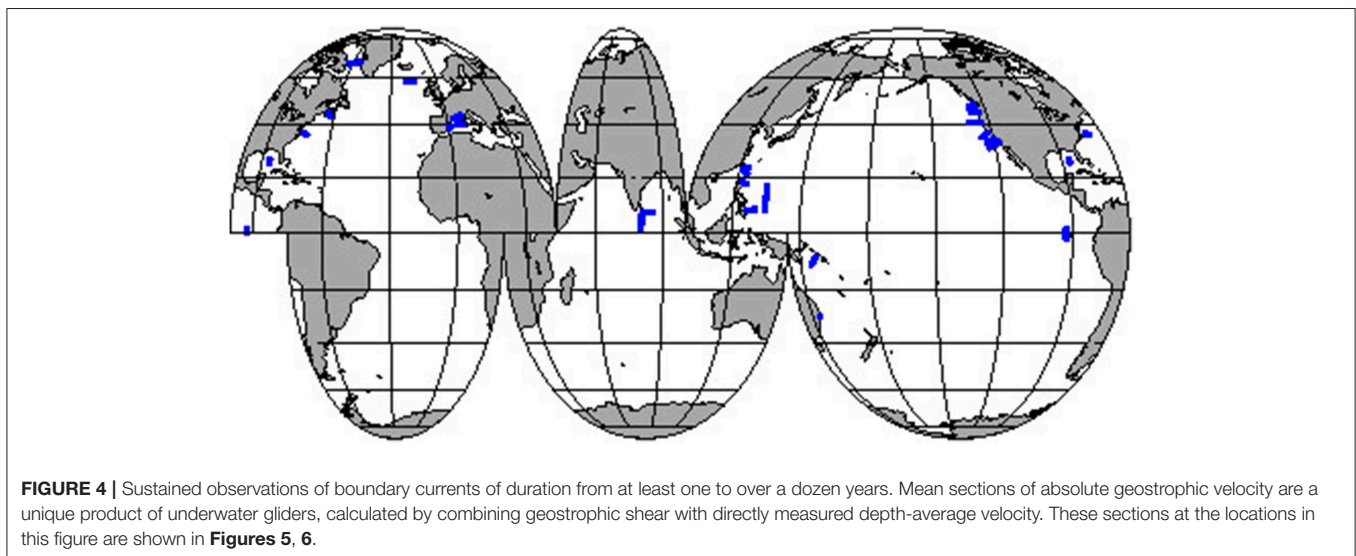 FIGURE 4 | Sustained observations of boundary currents of duration from at least one to over a dozen years. Mean sections of absolute geostrophic velocity are a
unique product of underwater gliders, calculated by combining geostrophic shear with directly measured depth-average velocity. These sections at the locations in
this figure are shown in Figures 5, 6.